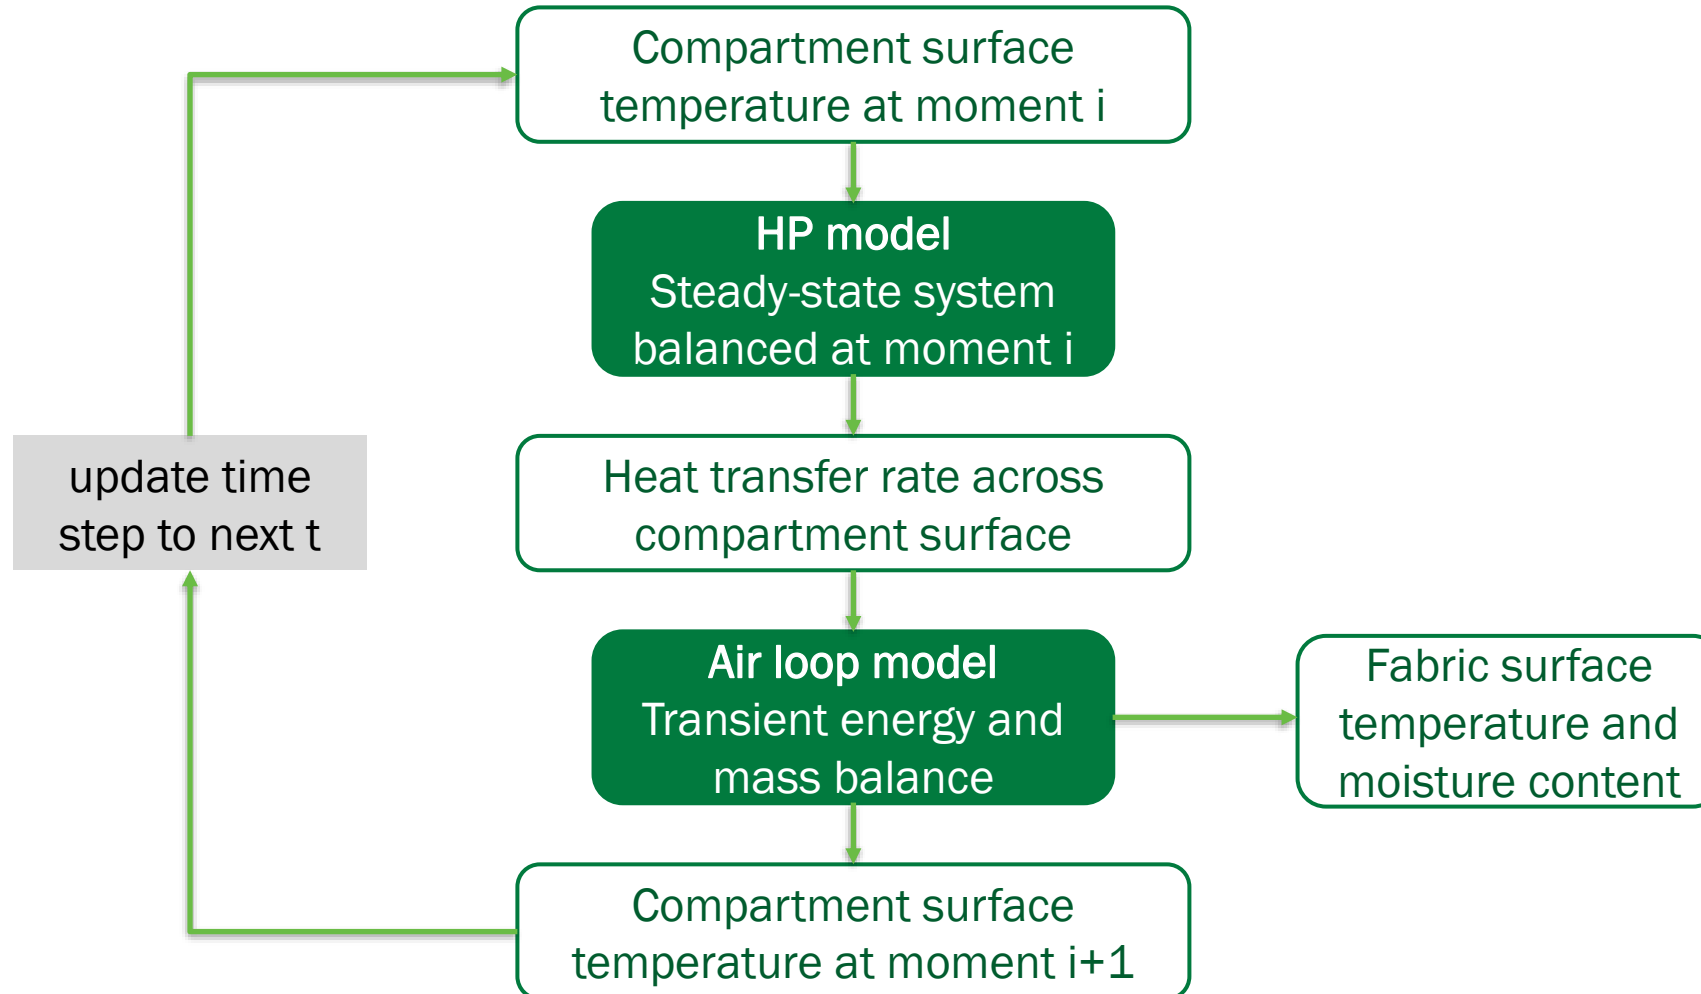 Compartment surface
temperature at moment i
HP model
Steady-state system
balanced at moment i
update time
step to next t
Heat transfer rate across
compartment surface
Air loop model
Transient energy and
mass balance
Fabric surface
temperature and
moisture content
Compartment surface
temperature at moment i+1